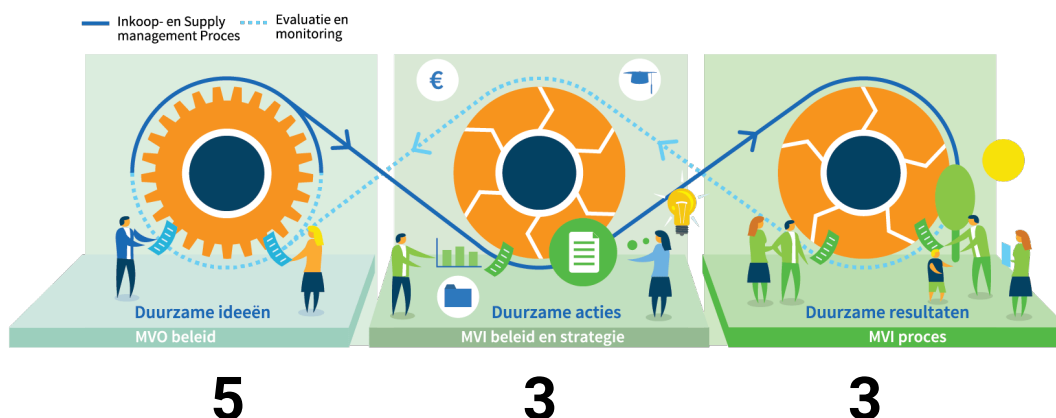 Inkoop- en Supply
management Proces
Evaluatie en
monitoring
€
Duurzame ideeën
MVO beleid
Duurzame acties
MVI beleid en strategie
Duurzame resultaten
MVI proces
5
3
3